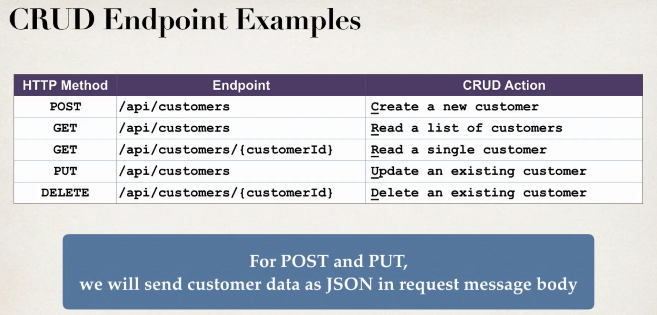 CRUD Endpoint Examples
HTTP Method Endpoint CRUD Action
POST /api/customers Create a new customer
GET /api/customers Read a list of customers
GET /api/customers/{customerId} Read a single customer
PUT /api/customers Update an existing customer
DELETE /api/customers/{customerId} Delete an existing customer
For POST and PUT,
we will send customer data as JSON in request message body